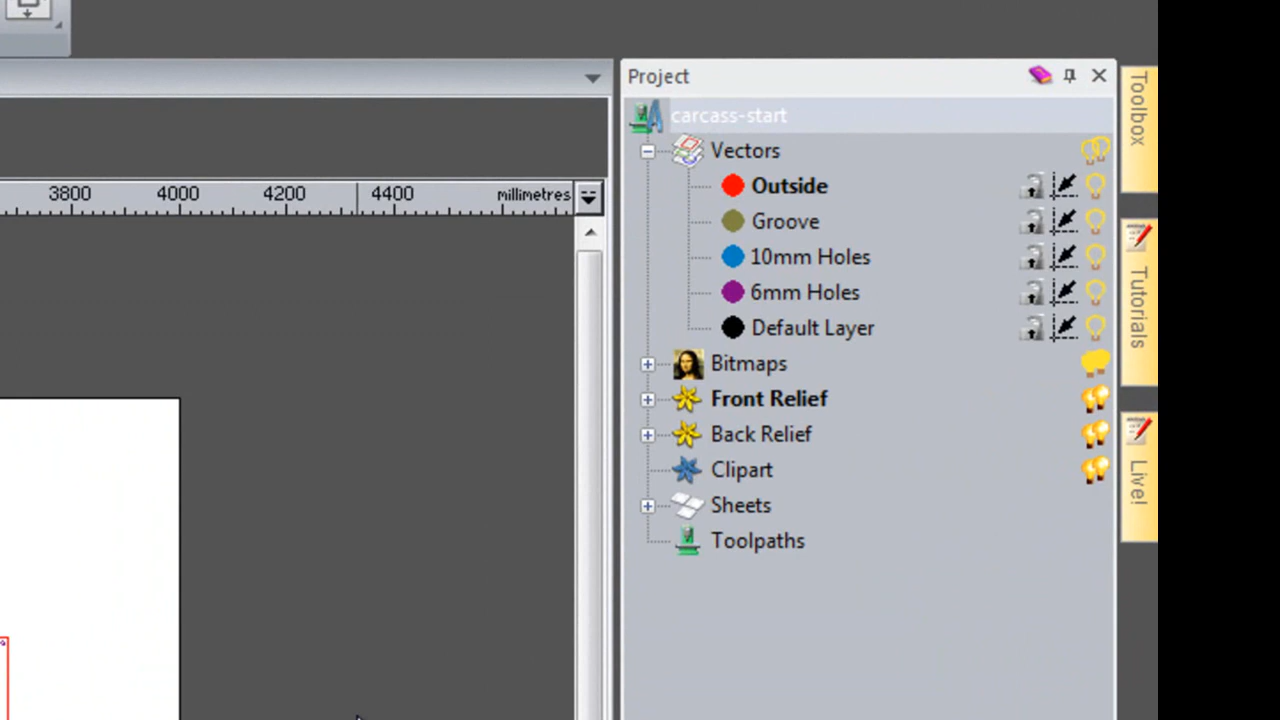 Project
carcass-start
Vectors
Outside
Groove
10mm Holes
6mm Holes
Default Layer
Bitmaps
Front Relief
Back Relief
Clipart
Sheets
Toolpaths
3800 4000 4200 4400 millimetres
Toolbox
Tutorials
Live!